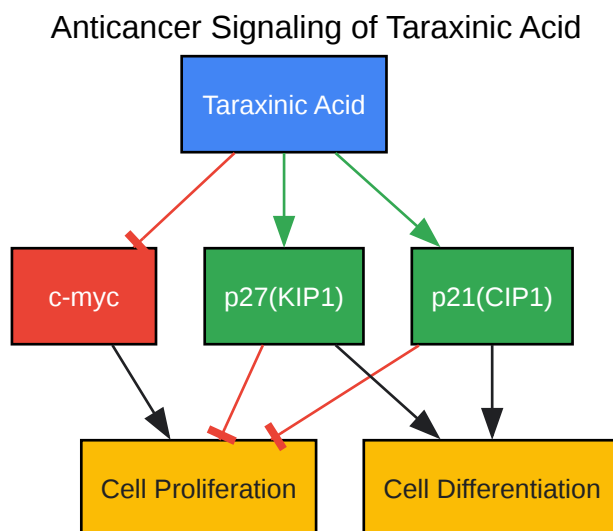 Anticancer Signaling of Taraxinic Acid
Taraxinic Acid
c-myc
p27(KIP1)
p21(CIP1)
Cell Proliferation
Cell Differentiation